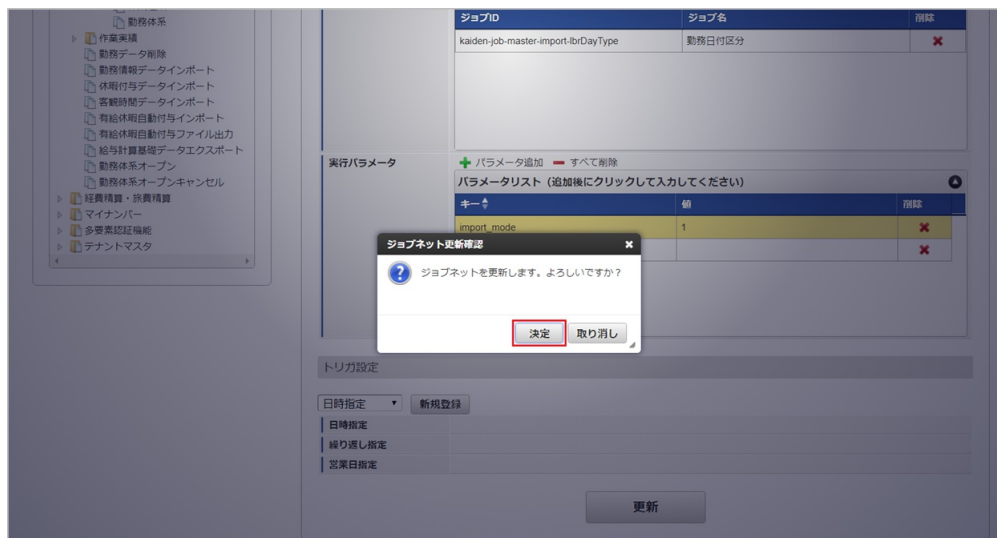 勤務体系
作業実績
勤務データ削除
勤務情報データインポート
休暇付与データインポート
客観時間データインポート
有給休暇自動付与インポート
有給休暇自動付与ファイル出力
給与計算基礎データエクスポート
勤務体系オープン
勤務体系オープンキャンセル
経費精算・旅費精算
マイナンバー
多要素認証機能
テナントマスタ
ジョブID ジョブ名 削除
kaiden-job-master-import-lbrDayType 勤務日付区分
実行パラメータ
パラメータ追加 すべて削除
パラメータリスト（追加後にクリックして入力してください）
キー 値 削除
import_mode 1
ジョブネット更新確認
ジョブネットを更新します。よろしいですか？
決定 取り消し
トリガ設定
日時指定 新規登録
日時指定
繰り返し指定
営業日指定
更新